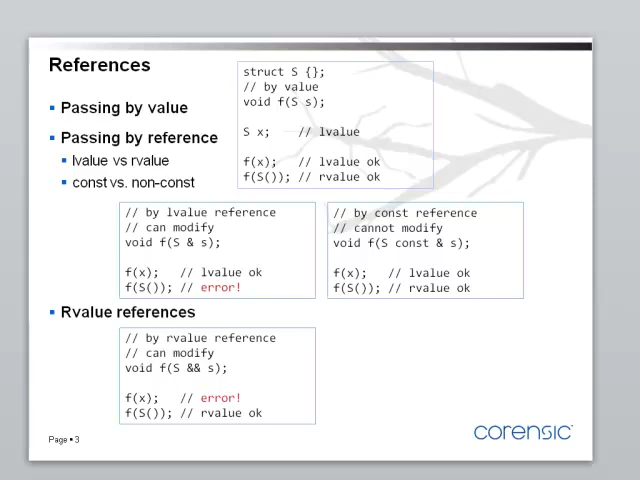 References
struct S {};
// by value
void f(S s);
S x;    // lvalue
f(x);   // lvalue ok
f(S()); // rvalue ok
Passing by value
Passing by reference
lvalue vs rvalue
const vs. non-const
// by lvalue reference
// can modify
void f(S & s);
f(x);   // lvalue ok
f(S()); // error!
// by const reference
// cannot modify
void f(S const & s);
f(x);   // lvalue ok
f(S()); // rvalue ok
Rvalue references
// by rvalue reference
// can modify
void f(S && s);
f(x);   // error!
f(S()); // rvalue ok
Page ▪ 3
corensic